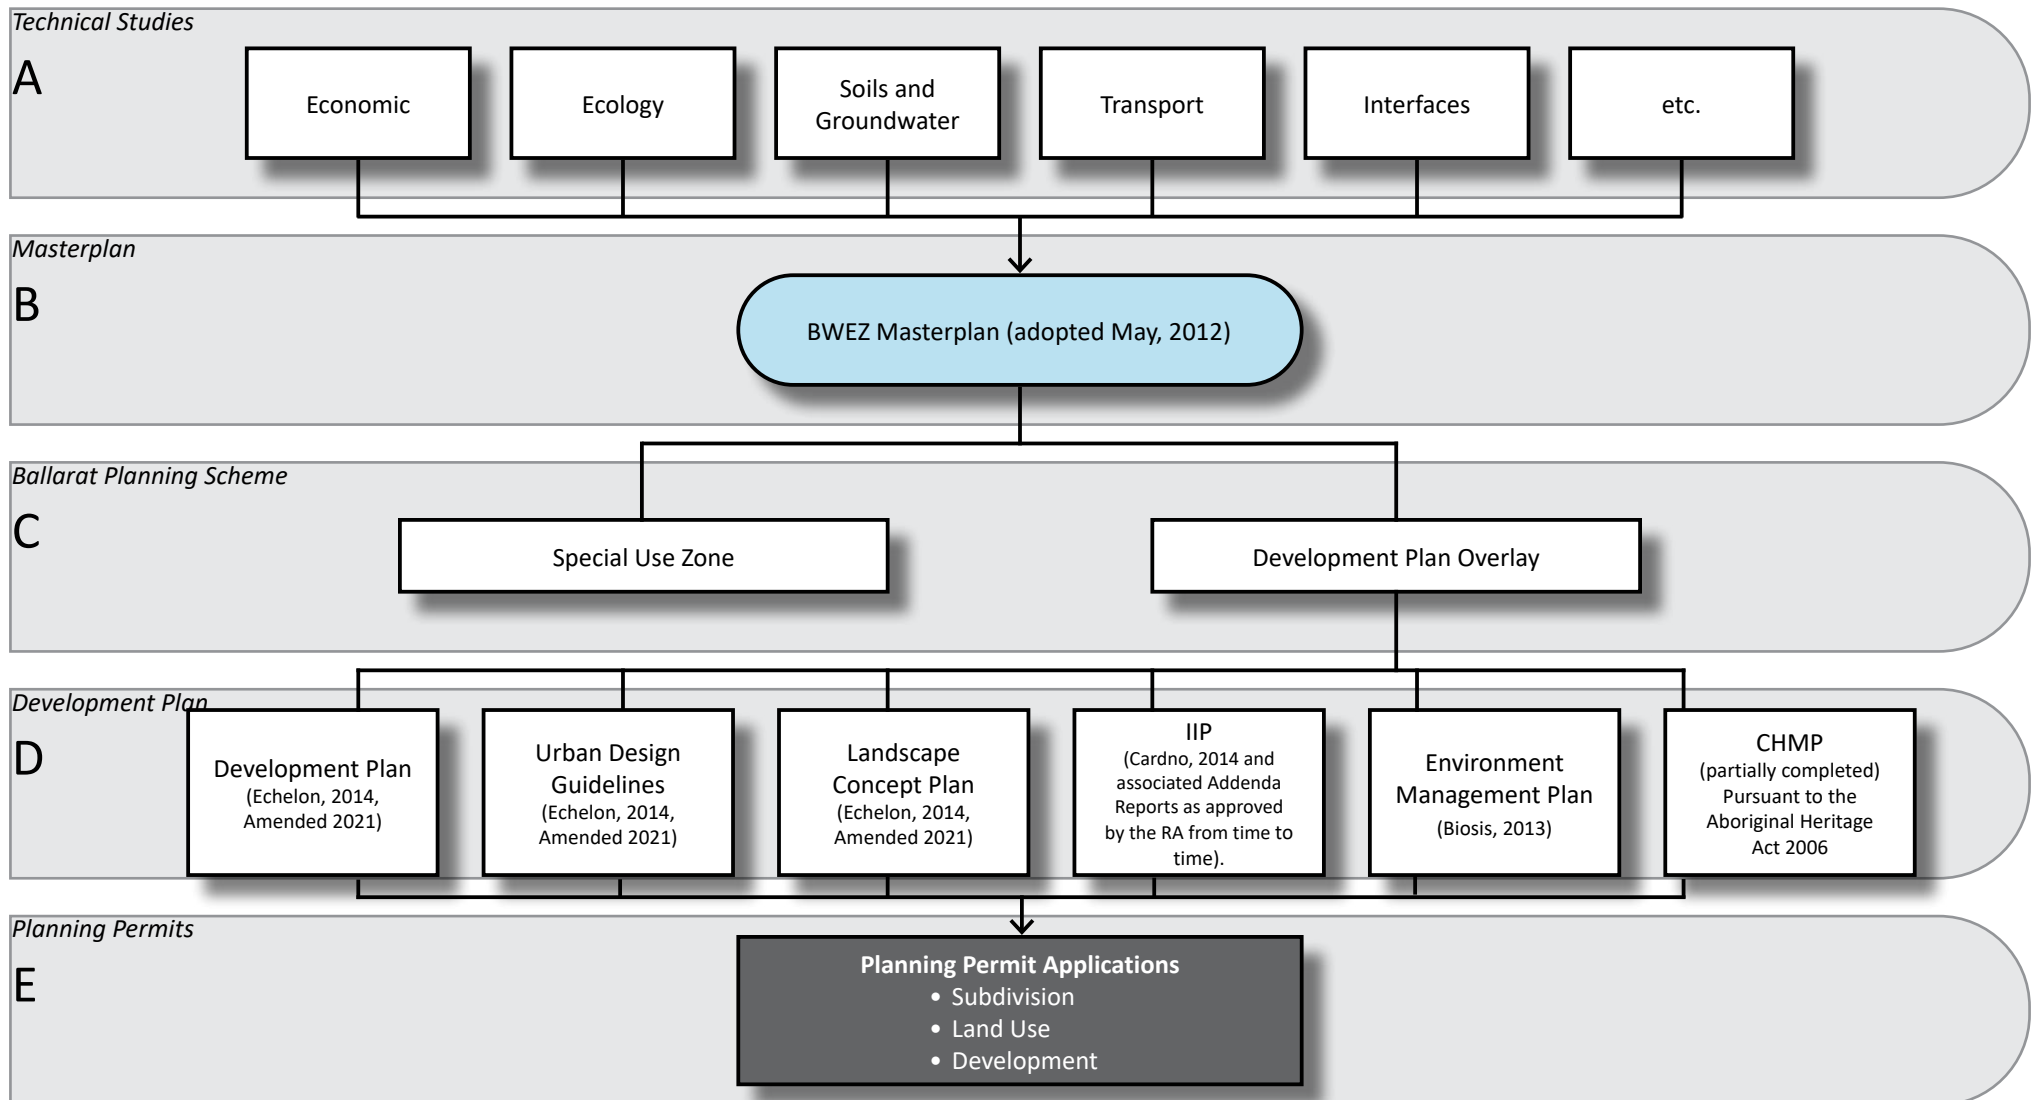 Technical Studies
A
Economic
Ecology
Soils and
Groundwater
Transport
Interfaces
etc.
Masterplan
B
BWEZ Masterplan (adopted May, 2012)
Ballarat Planning Scheme
C
Special Use Zone
Development Plan Overlay
Development Plan
D
Development Plan
(Echelon, 2014,
Amended 2021)
Urban Design
Guidelines
(Echelon, 2014,
Amended 2021)
Landscape
Concept Plan
(Echelon, 2014,
Amended 2021)
IIP
(Cardno, 2014 and
associated Addenda
Reports as approved
by the RA from time to
time).
Environment
Management Plan
(Biosis, 2013)
CHMP
(partially completed)
Pursuant to the
Aboriginal Heritage
Act 2006
Planning Permits
E
Planning Permit Applications
• Subdivision
• Land Use
• Development